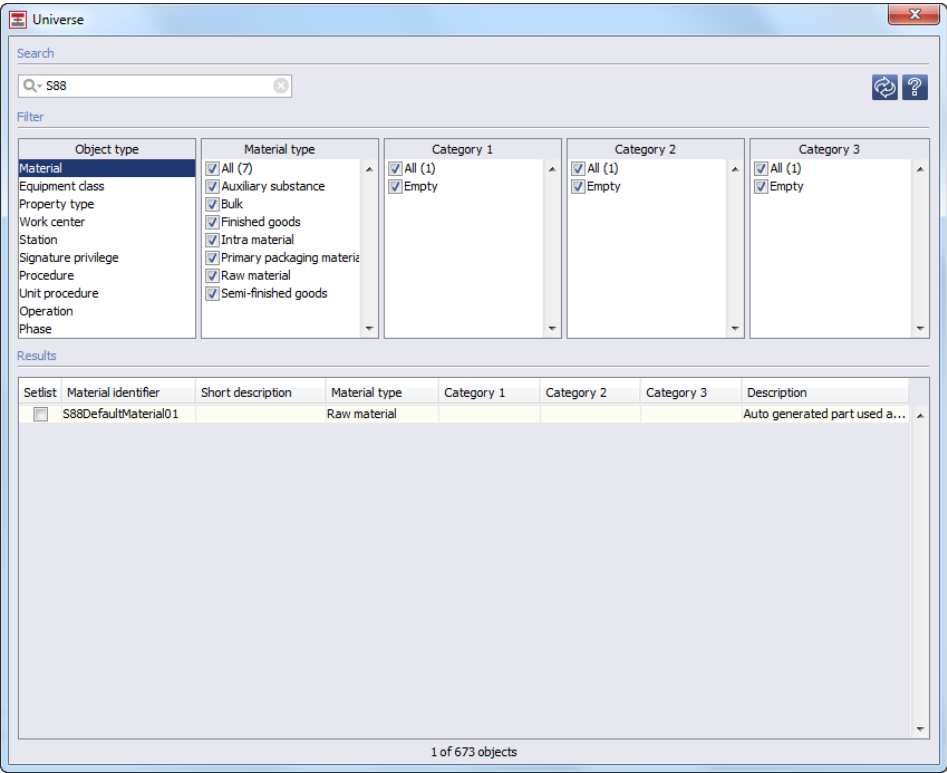 Universe
Search
S88
Filter
Object type
Material
Equipment class
Property type
Work center
Station
Signature privilege
Procedure
Unit procedure
Operation
Phase
Material type
All (7)
Auxiliary substance
Bulk
Finished goods
Intra material
Primary packaging materia
Raw material
Semi-finished goods
Category 1
All (1)
Empty
Category 2
All (1)
Empty
Category 3
All (1)
Empty
Results
Setlist Material identifier Short description Material type Category 1 Category 2 Category 3 Description
S88DefaultMaterial01 Raw material Auto generated part used a...
1 of 673 objects